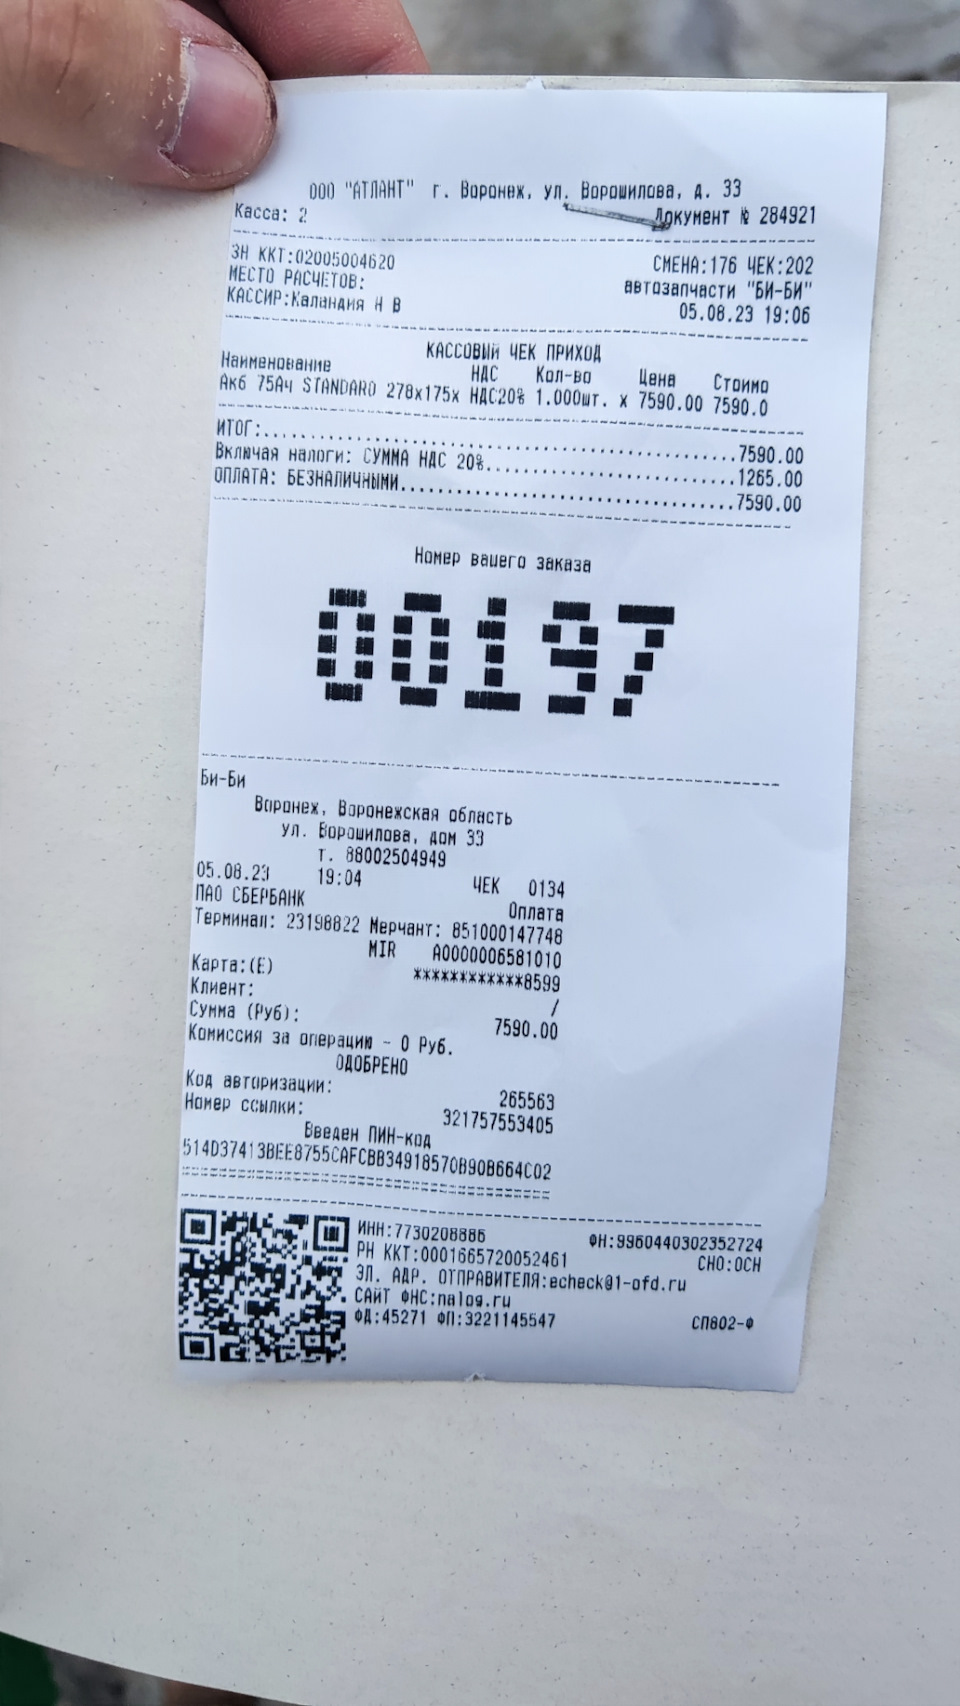 ООО "АТЛАНТ" г. Воронеж, ул. Ворошилова, д. 33
Касса: 2 Документ № 284921
ЗН ККТ:02005004620 СМЕНА:176 ЧЕК:202
МЕСТО РАСЧЕТОВ: автозапчасти "БИ-БИ"
КАССИР:Каландия Н В 05.08.23 19:06
КАССОВЫЙ ЧЕК ПРИХОД
Наименование НДС Кол-во Цена Стоимо
Акб 75Ач STANDARD 278x175x НДС20% 1.000шт. x 7590.00 7590.0
ИТОГ:..............................7590.00
Включая налоги: СУММА НДС 20%..............................1265.00
ОПЛАТА: БЕЗНАЛИЧНЫМИ..............................7590.00
Номер вашего заказа
00197
Би-Би
Воронеж, Воронежская область
ул. Ворошилова, дом 33
т. 88002504949
05.08.23 19:04 ЧЕК 0134
ПАО СБЕРБАНК Оплата
Терминал: 23198822 Мерчант: 851000147748
MIR A0000006581010
Карта:(E) ************8599
Клиент: /
Сумма (Руб): 7590.00
Комиссия за операцию - 0 Руб.
ОДОБРЕНО
Код авторизации: 265563
Номер ссылки: 321757553405
Введен ПИН-код
514D37413BEE8755CAFCBB34918570B90B664C02
ИНН:7730208886 ФН:9960440302352724
РН ККТ:0001665720052461 СНО:ОСН
ЭЛ. АДР. ОТПРАВИТЕЛЯ:echeck@1-ofd.ru
САЙТ ФНС:nalog.ru
ФД:45271 ФП:3221145547 СП802-Ф